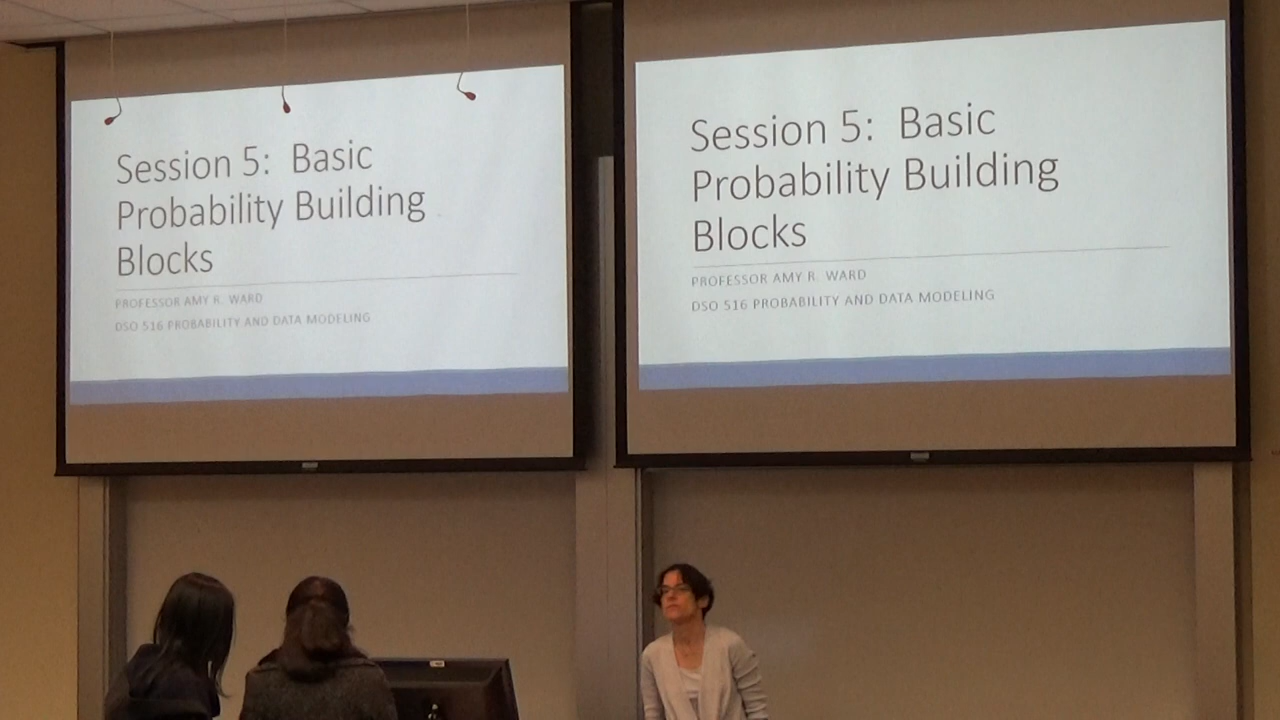 Session 5: Basic
Probability Building
Blocks
PROFESSOR AMY R. WARD
DSO 516 PROBABILITY AND DATA MODELING
Session 5: Basic
Probability Building
Blocks
PROFESSOR AMY R. WARD
DSO 516 PROBABILITY AND DATA MODELING